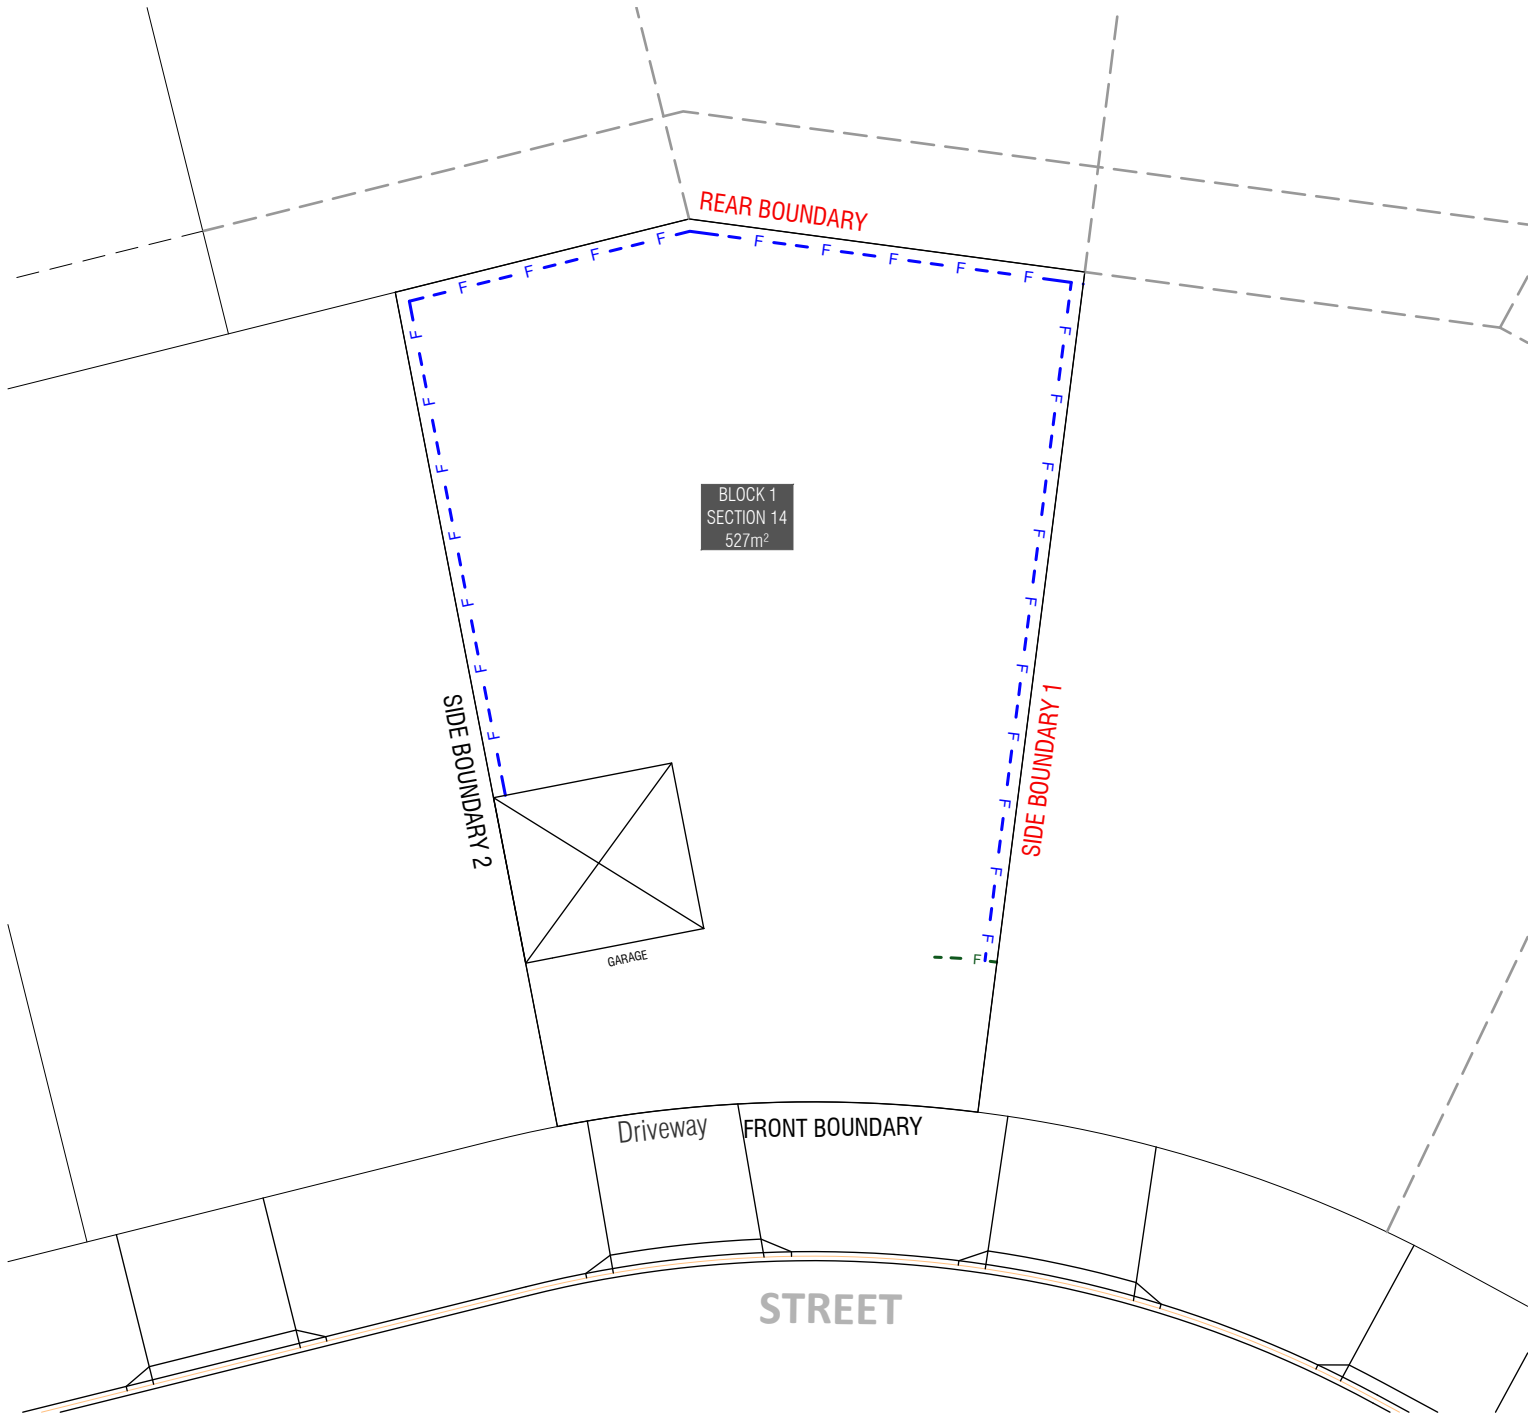 REAR BOUNDARY
F F F F F F F F F
F F F F F F F
F F F F F F F F F F
BLOCK 1
SECTION 14
527m²
SIDE BOUNDARY 2
SIDE BOUNDARY 1
GARAGE
F
Driveway
FRONT BOUNDARY
STREET